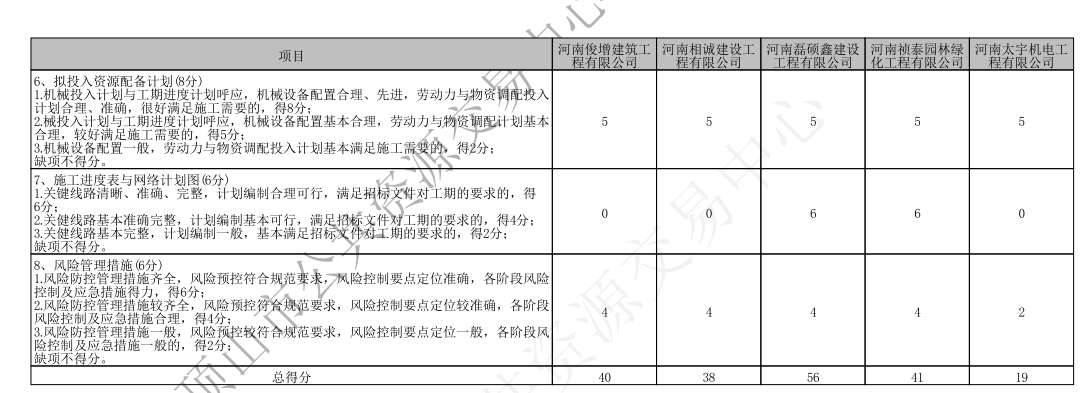 项目
河南俊增建筑工
程有限公司
河南相诚建设工
程有限公司
河南磊硕鑫建设
工程有限公司
河南祯泰园林绿
化工程有限公司
河南太宇机电工
程有限公司
6、拟投入资源配备计划(8分)
1.机械投入计划与工期进度计划呼应，机械设备配置合理、先进，劳动力与物资调配投入
计划合理、准确，很好满足施工需要的，得8分；
2.械投入计划与工期进度计划呼应，机械设备配置基本合理，劳动力与物资调配计划基本
合理，较好满足施工需要的，得5分；
3.机械设备配置一般，劳动力与物资调配投入计划基本满足施工需要的，得2分；
缺项不得分。
5 5 5 5 5
7、施工进度表与网络计划图(6分)
1.关键线路清晰、准确、完整，计划编制合理可行，满足招标文件对工期的要求的，得
6分；
2.关健线路基本准确完整，计划编制基本可行，满足招标文件对工期的要求的，得4分；
3.关健线路基本完整，计划编制一般，基本满足招标文件对工期的要求的，得2分；
缺项不得分。
0 0 6 6 0
8、风险管理措施(6分)
1.风险防控管理措施齐全，风险预控符合规范要求，风险控制要点定位准确，各阶段风险
控制及应急措施得力，得6分；
2.风险防控管理措施较齐全，风险预控符合规范要求，风险控制要点定位较准确，各阶段
风险控制及应急措施合理，得4分；
3.风险防控管理措施一般，风险预控较符合规范要求，风险控制要点定位一般，各阶段风
险控制及应急措施一般的，得2分；
缺项不得分。
4 4 4 4 2
总得分 40 38 56 41 19
顶山市公共资源交易中心
共资源交易中心